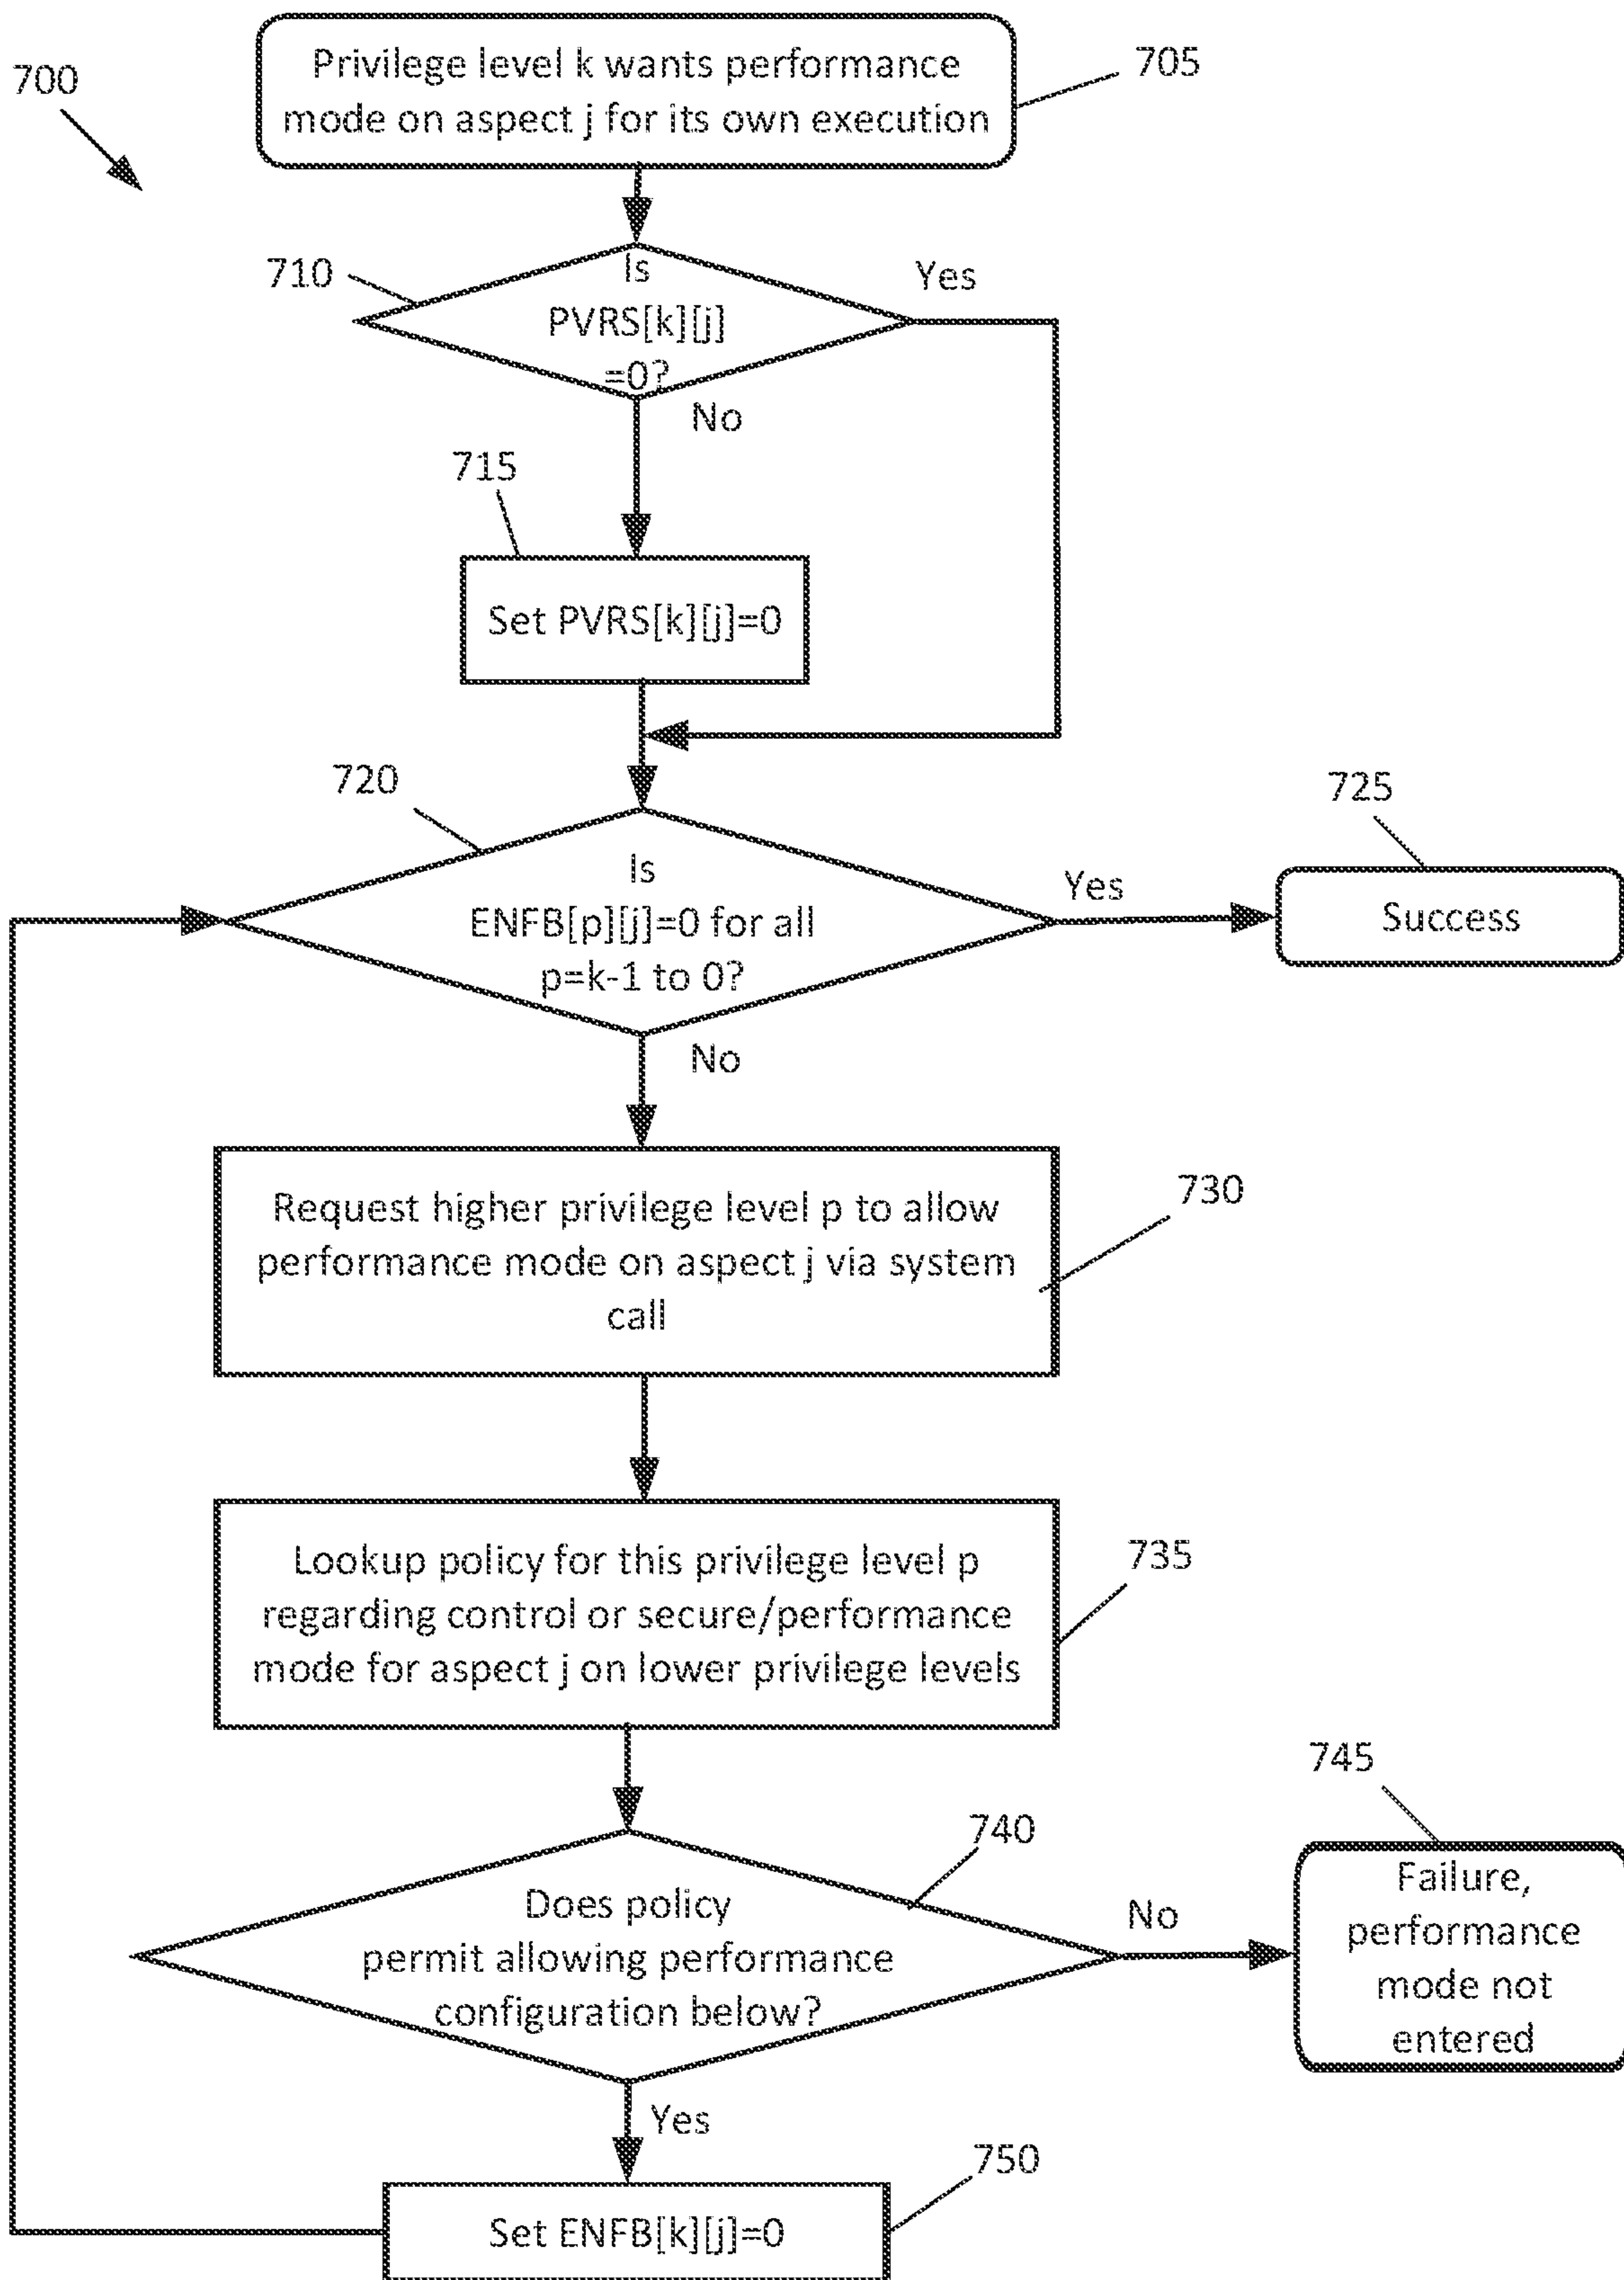 700
Privilege level k wants performance
mode on aspect j for its own execution
705
710
Is
PVRS[k][j]
=0?
Yes
No
715
Set PVRS[k][j]=0
720
Is
ENFB[p][j]=0 for all
p=k-1 to 0?
Yes
725
Success
No
Request higher privilege level p to allow
performance mode on aspect j via system
call
730
Lookup policy for this privilege level p
regarding control or secure/performance
mode for aspect j on lower privilege levels
735
740
Does policy
permit allowing performance
configuration below?
No
745
Failure,
performance
mode not
entered
Yes
750
Set ENFB[k][j]=0